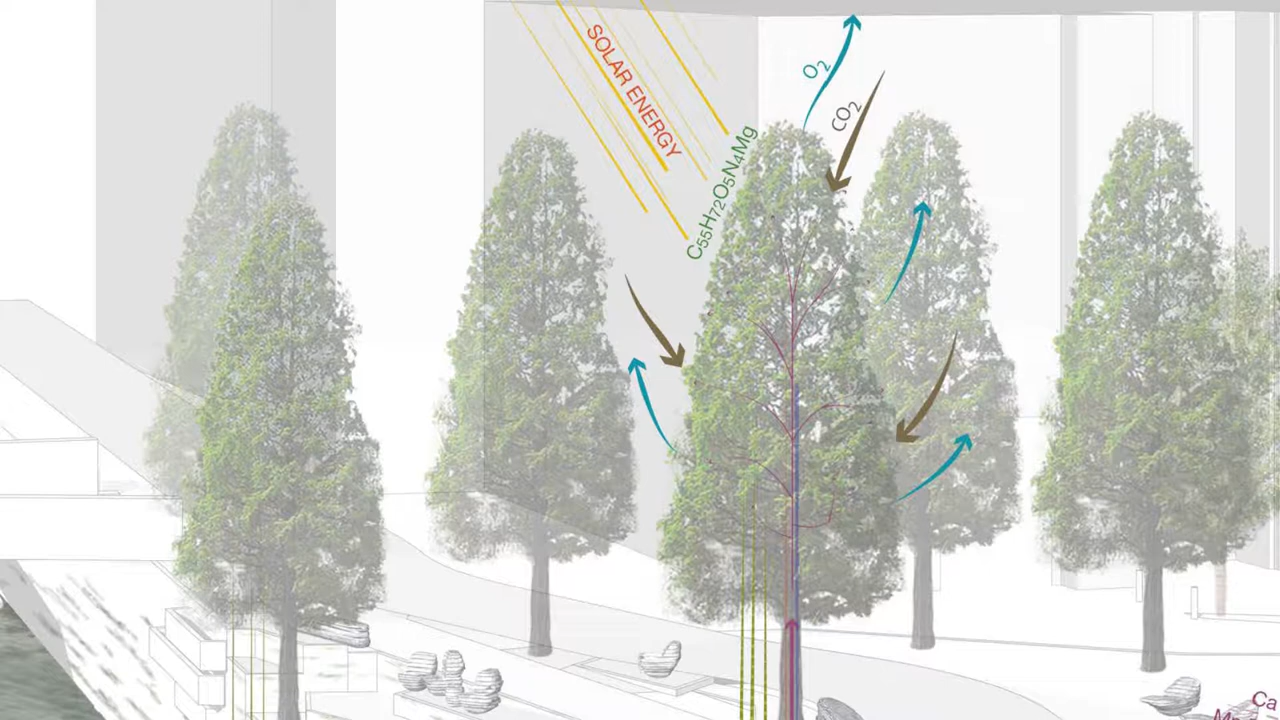 SOLAR ENERGY
O₂
CO₂
C₅₅H₇₂O₅N₄Mg
Ca